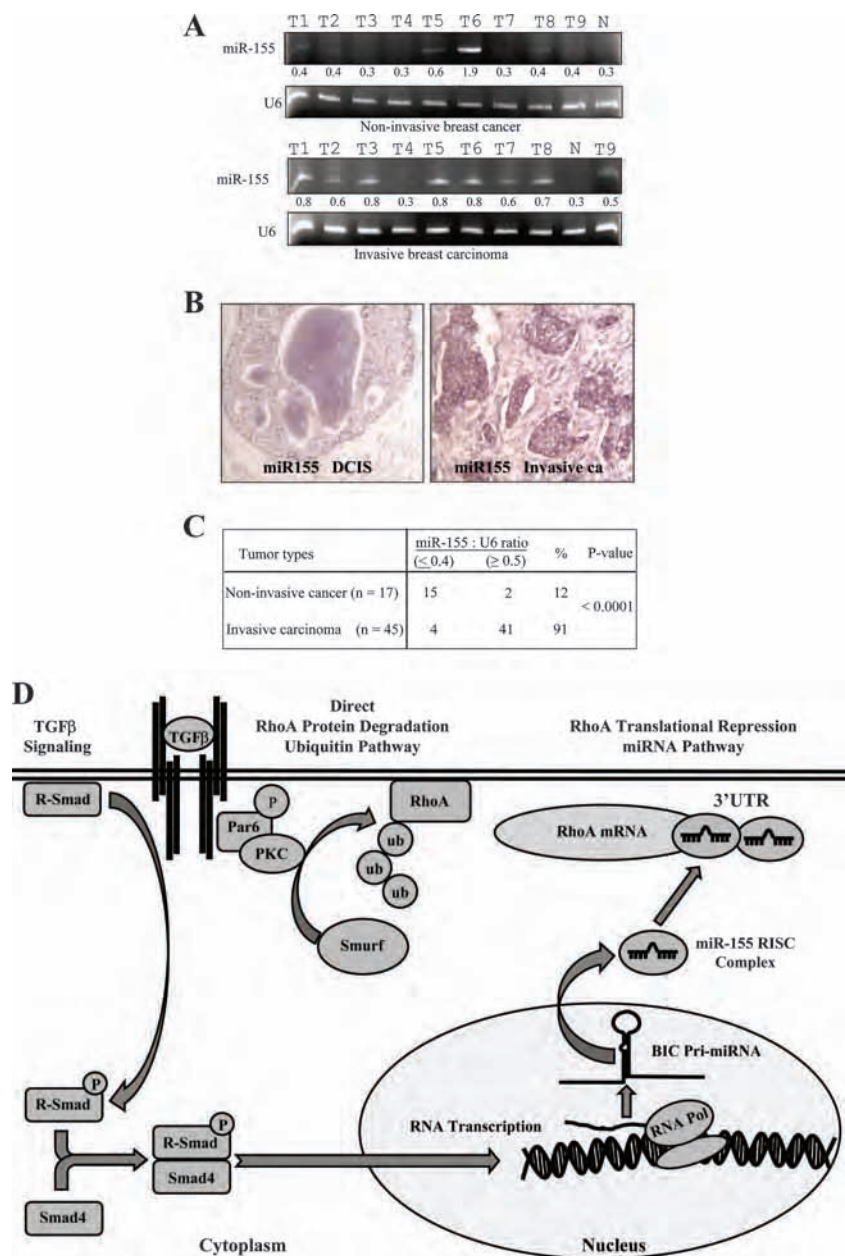 A
T1 T2 T3 T4 T5 T6 T7 T8 T9 N
miR-155
0.4 0.4 0.3 0.3 0.6 1.9 0.3 0.4 0.4 0.3
U6
Non-invasive breast cancer
T1 T2 T3 T4 T5 T6 T7 T8 N T9
miR-155
0.8 0.6 0.8 0.3 0.8 0.8 0.6 0.7 0.3 0.5
U6
Invasive breast carcinoma
B
miR155 DCIS
miR155 Invasive ca
C
Tumor types
miR-155 : U6 ratio
(≤ 0.4) (≥ 0.5)
%
P-value
Non-invasive cancer (n = 17) 15 2 12
< 0.0001
Invasive carcinoma (n = 45) 4 41 91
D
TGFβ
Signaling
TGFβ
Direct
RhoA Protein Degradation
Ubiquitin Pathway
RhoA Translational Repression
miRNA Pathway
R-Smad
P
Par6
PKC
RhoA
ub
ub
ub
Smurf
3'UTR
RhoA mRNA
miR-155 RISC
Complex
BIC Pri-miRNA
RNA Transcription
RNA Pol
P
R-Smad
Smad4
P
R-Smad
Smad4
Cytoplasm
Nucleus